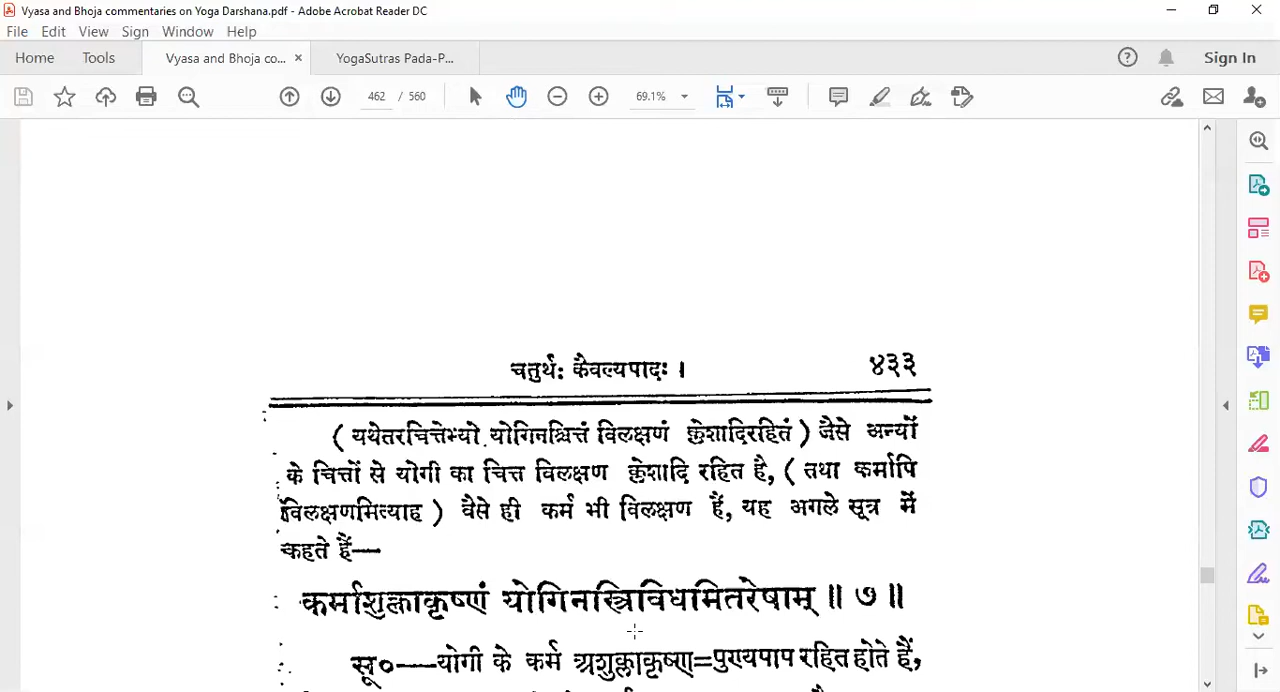 Vyasa and Bhoja commentaries on Yoga Darshana.pdf - Adobe Acrobat Reader DC
File Edit View Sign Window Help
Home Tools Vyasa and Bhoja co... × YogaSutras Pada-P... Sign In
462 / 560 69.1%
चतुर्थः कैवल्यपादः । ४३३
( यथेतरचित्तेभ्यो योगिनश्चित्तं विलक्षणं क्लेशादिरहितं ) जैसे अन्यों
के चित्तों से योगी का चित्त विलक्षण क्लेशादि रहित है, ( तथा कर्मापि
विलक्षणमित्याह ) वैसे ही कर्म भी विलक्षण हैं, यह अगले सूत्र में
कहते हैं—
कर्माशुक्लाकृष्णं योगिनस्त्रिविधमितरेषाम् ॥ ७ ॥
सू०—योगी के कर्म अशुक्लाकृष्ण=पुण्यपाप रहित होते हैं,